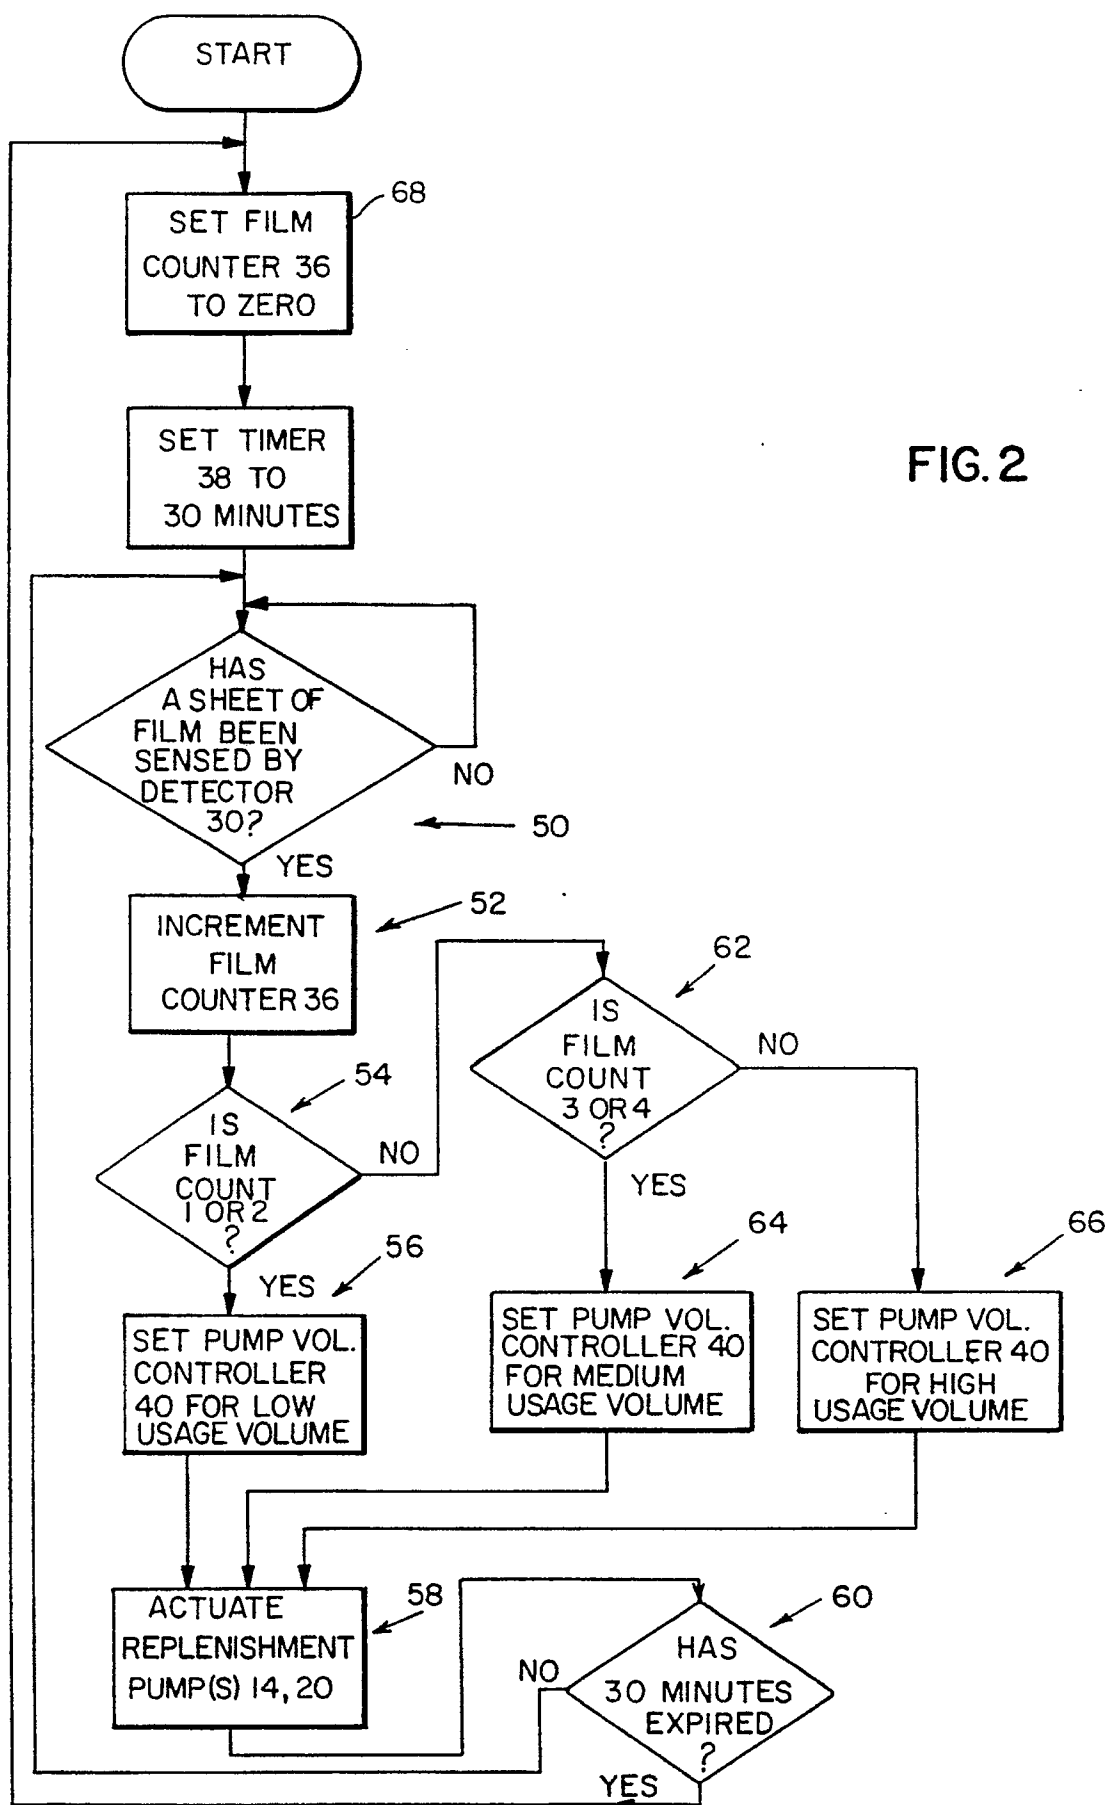 START
68
SET FILM
COUNTER 36
TO ZERO
SET TIMER
38 TO
30 MINUTES
FIG. 2
HAS
A SHEET OF
FILM BEEN
SENSED BY
DETECTOR
30?
NO
50
YES
INCREMENT
FILM
COUNTER 36
52
54
IS
FILM
COUNT
1 OR 2
?
NO
62
IS
FILM
COUNT
3 OR 4
?
NO
YES
56
YES
64
66
SET PUMP VOL.
CONTROLLER
40 FOR LOW
USAGE VOLUME
SET PUMP VOL.
CONTROLLER 40
FOR MEDIUM
USAGE VOLUME
SET PUMP VOL.
CONTROLLER 40
FOR HIGH
USAGE VOLUME
ACTUATE
REPLENISHMENT
PUMP(S) 14, 20
58
60
HAS
30 MINUTES
EXPIRED
?
NO
YES